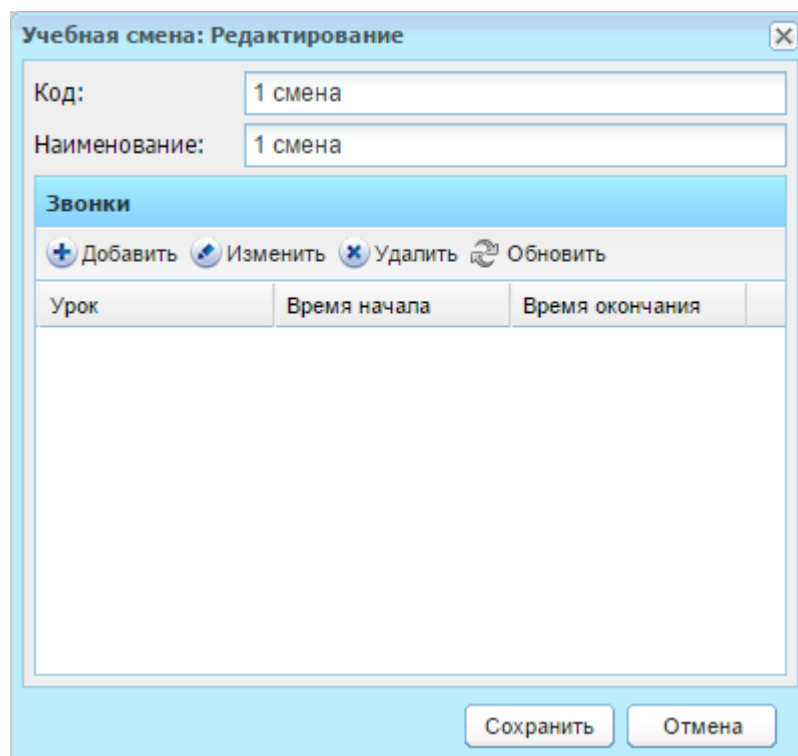 Учебная смена: Редактирование
Код: 1 смена
Наименование: 1 смена
Звонки
Добавить Изменить Удалить Обновить
Урок Время начала Время окончания
Сохранить Отмена